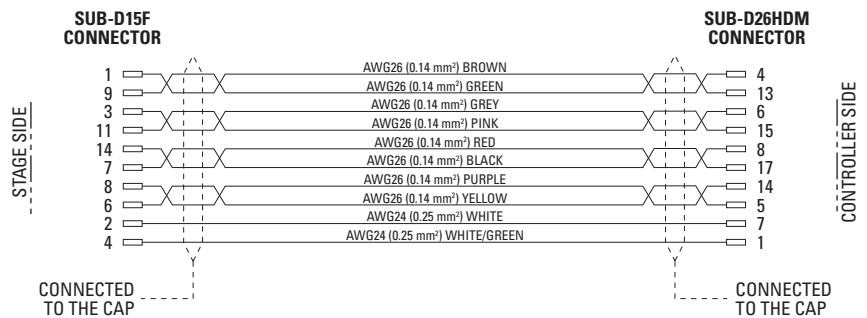 SUB-D15F
CONNECTOR
SUB-D26HDM
CONNECTOR
STAGE SIDE
CONTROLLER SIDE
1 AWG26 (0.14 mm²) BROWN 4
9 AWG26 (0.14 mm²) GREEN 13
3 AWG26 (0.14 mm²) GREY 6
11 AWG26 (0.14 mm²) PINK 15
14 AWG26 (0.14 mm²) RED 8
7 AWG26 (0.14 mm²) BLACK 17
8 AWG26 (0.14 mm²) PURPLE 14
6 AWG26 (0.14 mm²) YELLOW 5
2 AWG24 (0.25 mm²) WHITE 7
4 AWG24 (0.25 mm²) WHITE/GREEN 1
CONNECTED
TO THE CAP
CONNECTED
TO THE CAP